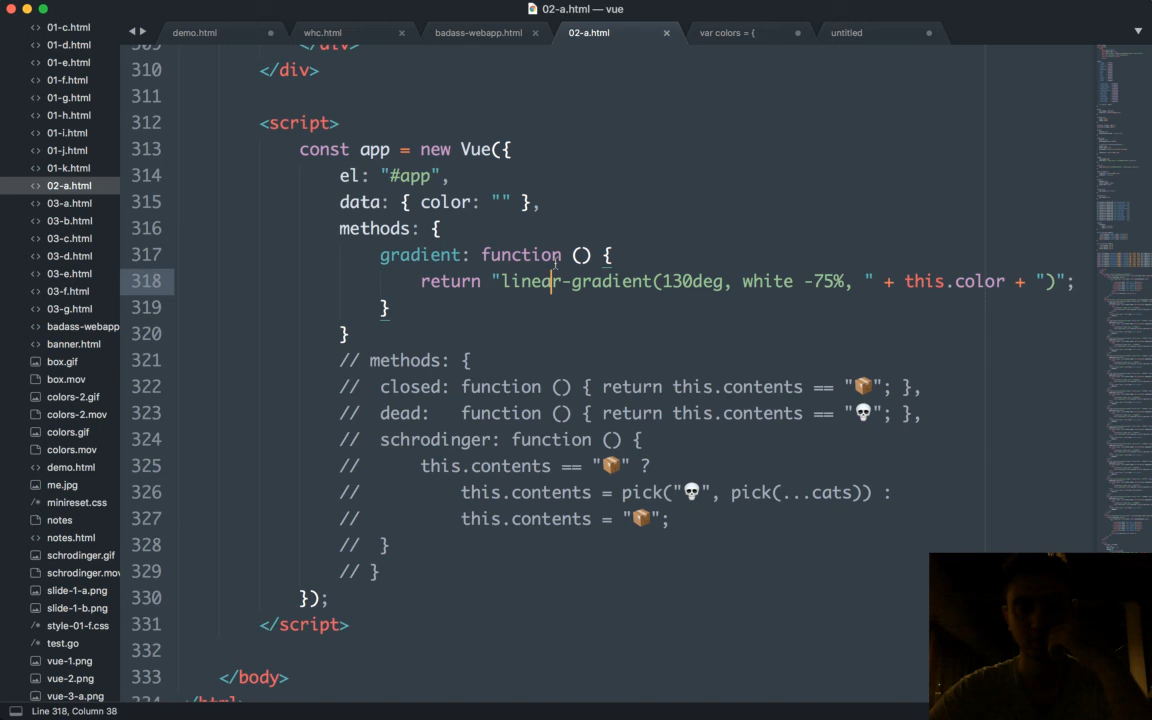 02-a.html — vue
01-c.html
01-d.html
01-e.html
01-f.html
01-g.html
01-h.html
01-i.html
01-j.html
01-k.html
02-a.html
03-a.html
03-b.html
03-c.html
03-d.html
03-e.html
03-f.html
03-g.html
badass-webapp
banner.html
box.gif
box.mov
colors-2.gif
colors-2.mov
colors.gif
colors.mov
demo.html
me.jpg
minireset.css
notes
notes.html
schrodinger.gif
schrodinger.mov
slide-1-a.png
slide-1-b.png
style-01-f.css
test.go
vue-1.png
vue-2.png
vue-3-a.png
demo.html
whc.html
badass-webapp.html
02-a.html
var colors = {
untitled
309 </div>
310 </div>
311
312 <script>
313 const app = new Vue({
314 el: "#app",
315 data: { color: "" },
316 methods: {
317 gradient: function () {
318 return "linear-gradient(130deg, white -75%, " + this.color + ")";
319 }
320 }
321 // methods: {
322 // closed: function () { return this.contents == "📦"; },
323 // dead: function () { return this.contents == "💀"; },
324 // schrodinger: function () {
325 // this.contents == "📦" ?
326 // this.contents = pick("💀", pick(...cats)) :
327 // this.contents = "📦";
328 // }
329 // }
330 });
331 </script>
332
333 </body>
334 </html>
Line 318, Column 38